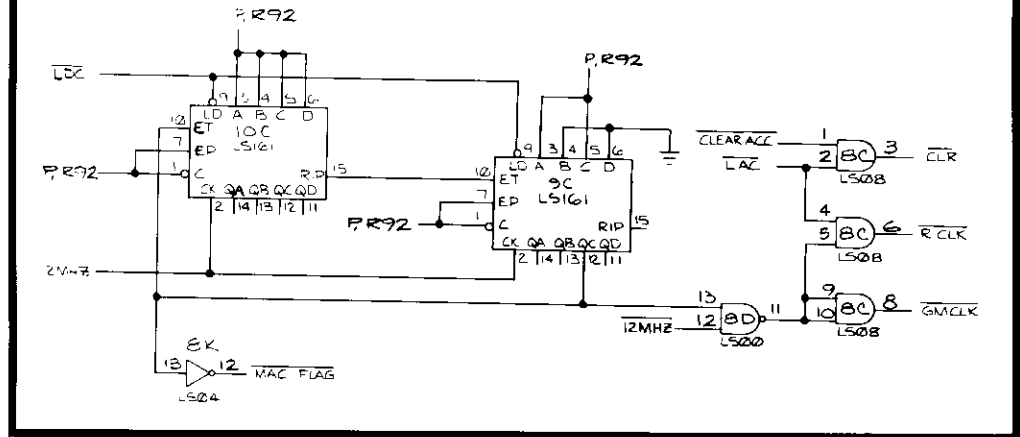 P, R92
LDC
9 3 4 5 6
LD A B C D
10 ET 10C
7 EP LS161
P, R92 1 C RIP 15
CK QA QB QC QD
2 14 13 12 11
P, R92
9 3 4 5 6
LD A B C D
10 ET 9C
7 EP LS161
P, R92 1 C RIP 15
CK QA QB QC QD
2 14 13 12 11
CLEAR ACC 1
LAC 2 8C 3 CLR
LS08
4
5 8C 6 RCLK
LS08
9
10 8C 8 GMCLK
LS08
13
12MHZ 12 8D 11
LS00
8K
13 12 MAC FLAG
LS04